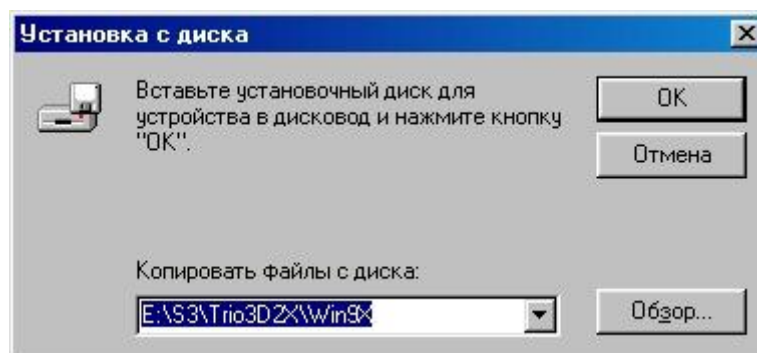 Установка с диска
Вставьте установочный диск для
устройства в дисковод и нажмите кнопку
"OK".
OK
Отмена
Копировать файлы с диска:
E:\S3\Trio3D2X\Win9X
Обзор...